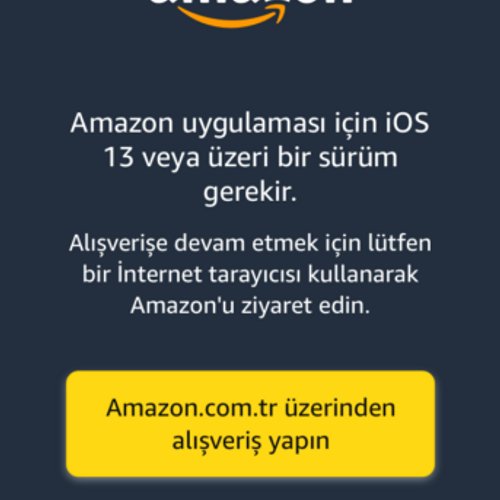 amazon
Amazon uygulaması için iOS
13 veya üzeri bir sürüm
gerekir.
Alışverişe devam etmek için lütfen
bir İnternet tarayıcısı kullanarak
Amazon'u ziyaret edin.
Amazon.com.tr üzerinden
alışveriş yapın